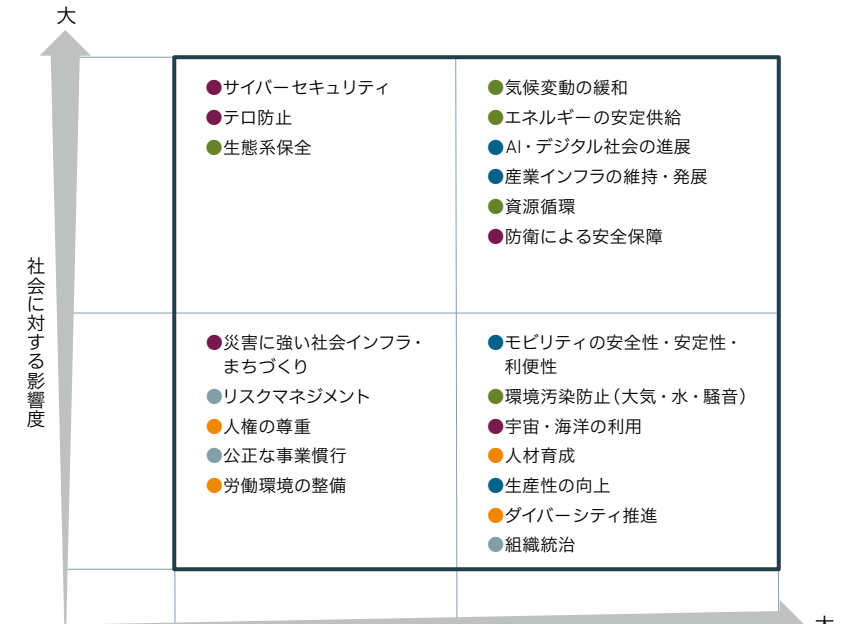 大
社会に対する影響度
●サイバーセキュリティ
●テロ防止
●生態系保全
●気候変動の緩和
●エネルギーの安定供給
●AI・デジタル社会の進展
●産業インフラの維持・発展
●資源循環
●防衛による安全保障
●災害に強い社会インフラ・
まちづくり
●リスクマネジメント
●人権の尊重
●公正な事業慣行
●労働環境の整備
●モビリティの安全性・安定性・
利便性
●環境汚染防止（大気・水・騒音）
●宇宙・海洋の利用
●人材育成
●生産性の向上
●ダイバーシティ推進
●組織統治
大